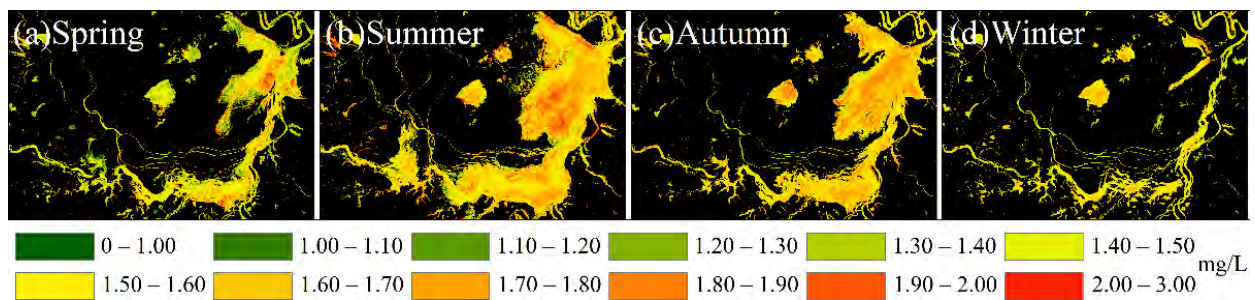 (a)Spring (b)Summer (c)Autumn (d)Winter
0 – 1.00 1.00 – 1.10 1.10 – 1.20 1.20 – 1.30 1.30 – 1.40 1.40 – 1.50
mg/L
1.50 – 1.60 1.60 – 1.70 1.70 – 1.80 1.80 – 1.90 1.90 – 2.00 2.00 – 3.00